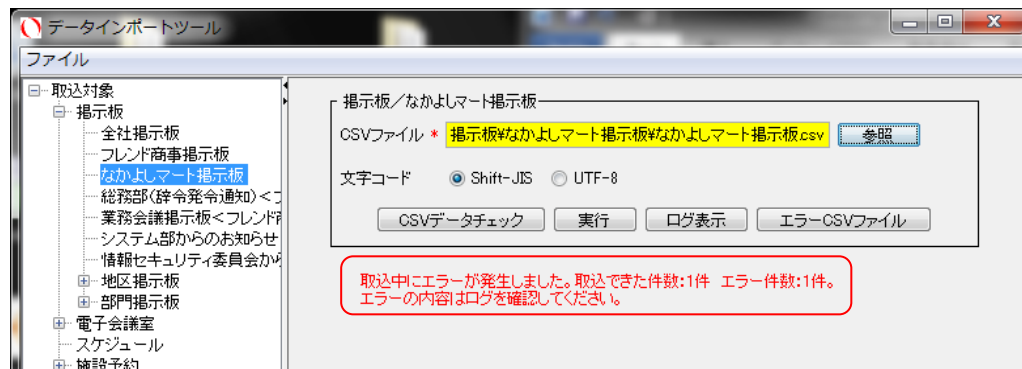 データインポートツール
ファイル
取込対象
掲示板
全社掲示板
フレンド商事掲示板
なかよしマート掲示板
総務部(辞令発令通知)<フ
業務会議掲示板<フレンド商
システム部からのお知らせ
情報セキュリティ委員会から
地区掲示板
部門掲示板
電子会議室
スケジュール
施設予約
掲示板/なかよしマート掲示板
CSVファイル * 掲示板¥なかよしマート掲示板¥なかよしマート掲示板.csv 参照
文字コード Shift-JIS UTF-8
CSVデータチェック 実行 ログ表示 エラーCSVファイル
取込中にエラーが発生しました。取込できた件数:1件 エラー件数:1件。
エラーの内容はログを確認してください。